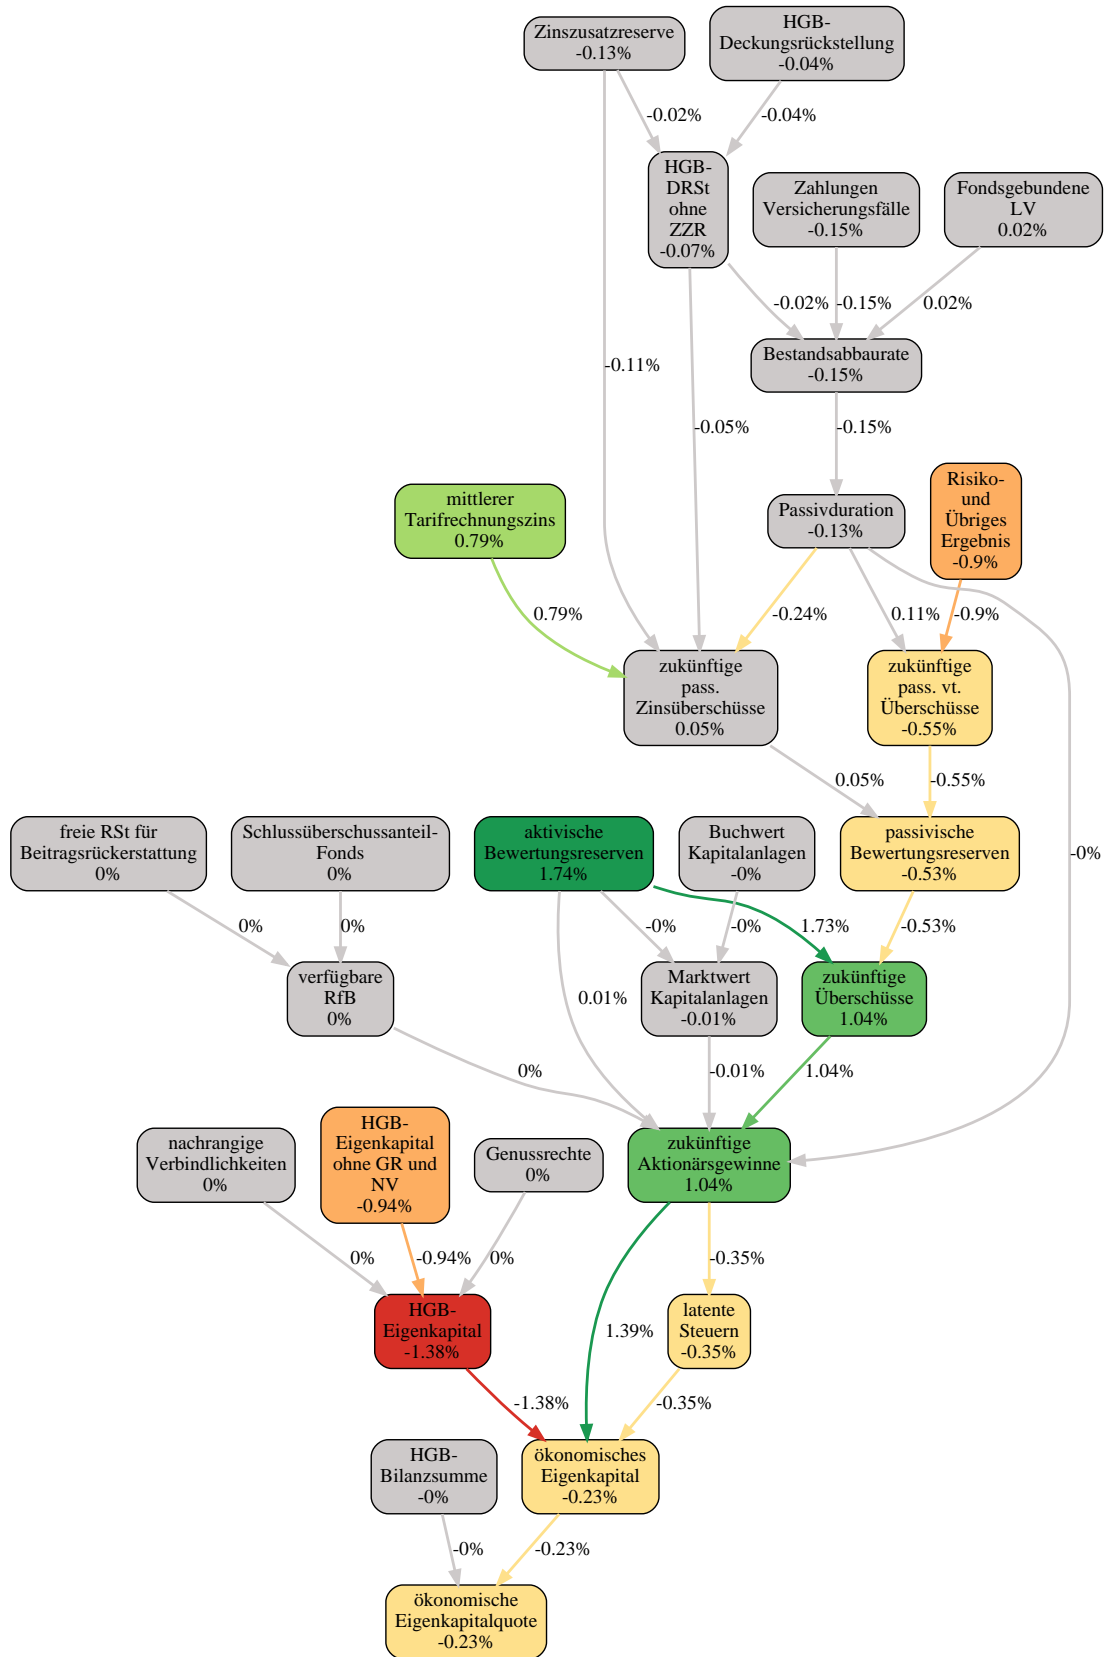 Zinszusatzreserve
-0.13%
HGB-
Deckungsrückstellung
-0.04%
-0.02%
-0.04%
HGB-
DRSt
ohne
ZZR
-0.07%
Zahlungen
Versicherungsfälle
-0.15%
Fondsgebundene
LV
0.02%
-0.02%
-0.15%
0.02%
Bestandsabbaurate
-0.15%
-0.11%
-0.05%
-0.15%
mittlerer
Tarifrechnungszins
0.79%
Passivduration
-0.13%
Risiko-
und
Übriges
Ergebnis
-0.9%
0.79%
-0.24%
0.11%
-0.9%
zukünftige
pass.
Zinsüberschüsse
0.05%
zukünftige
pass. vt.
Überschüsse
-0.55%
0.05%
-0.55%
freie RSt für
Beitragsrückerstattung
0%
Schlussüberschussanteil-
Fonds
0%
aktivische
Bewertungsreserven
1.74%
Buchwert
Kapitalanlagen
-0%
passivische
Bewertungsreserven
-0.53%
-0%
0%
0%
-0%
-0%
1.73%
-0.53%
verfügbare
RfB
0%
0.01%
Marktwert
Kapitalanlagen
-0.01%
zukünftige
Überschüsse
1.04%
0%
-0.01%
1.04%
nachrangige
Verbindlichkeiten
0%
HGB-
Eigenkapital
ohne GR und
NV
-0.94%
Genussrechte
0%
zukünftige
Aktionärsgewinne
1.04%
0%
-0.94%
0%
-0.35%
HGB-
Eigenkapital
-1.38%
1.39%
latente
Steuern
-0.35%
-1.38%
-0.35%
HGB-
Bilanzsumme
-0%
ökonomisches
Eigenkapital
-0.23%
-0%
-0.23%
ökonomische
Eigenkapitalquote
-0.23%